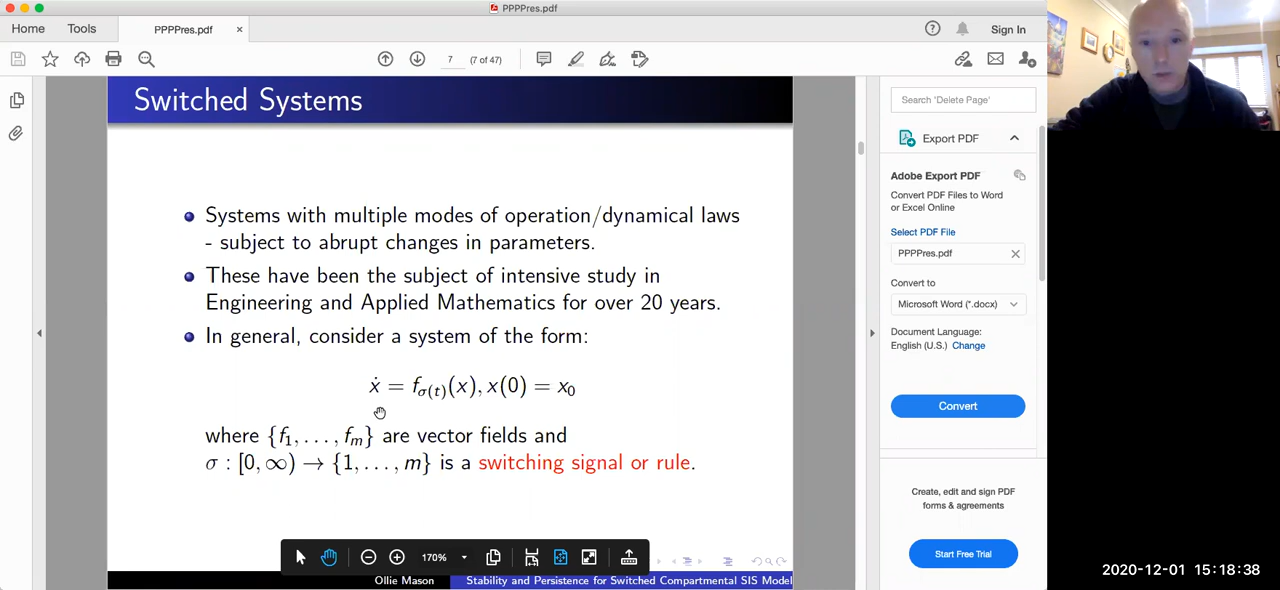 PPPPres.pdf
Home Tools PPPPres.pdf × Sign In
7 (7 of 47)
Switched Systems
Systems with multiple modes of operation/dynamical laws
- subject to abrupt changes in parameters.
These have been the subject of intensive study in
Engineering and Applied Mathematics for over 20 years.
In general, consider a system of the form:
ẋ = f_σ(t)(x), x(0) = x₀
where {f₁, . . . , fₘ} are vector fields and
σ : [0, ∞) → {1, . . . , m} is a switching signal or rule.
170%
Ollie Mason Stability and Persistence for Switched Compartmental SIS Model
Search 'Delete Page'
Export PDF
Adobe Export PDF
Convert PDF Files to Word
or Excel Online
Select PDF File
PPPPres.pdf
Convert to
Microsoft Word (*.docx)
Document Language:
English (U.S.) Change
Convert
Create, edit and sign PDF
forms & agreements
Start Free Trial
2020-12-01 15:18:38